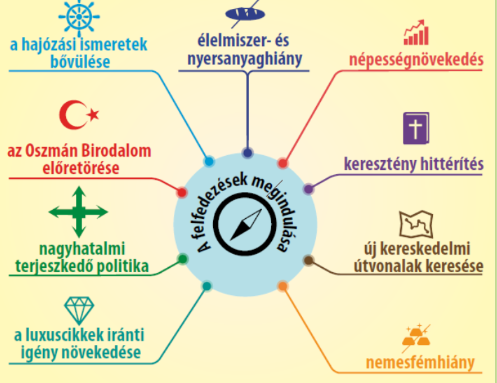 a hajózási ismeretek
bővülése
élelmiszer- és
nyersanyaghiány
népességnövekedés
az Oszmán Birodalom
előretörése
keresztény hittérítés
A felfedezések megindulása
nagyhatalmi
terjeszkedő politika
új kereskedelmi
útvonalak keresése
a luxuscikkek iránti
igény növekedése
nemesfémhiány